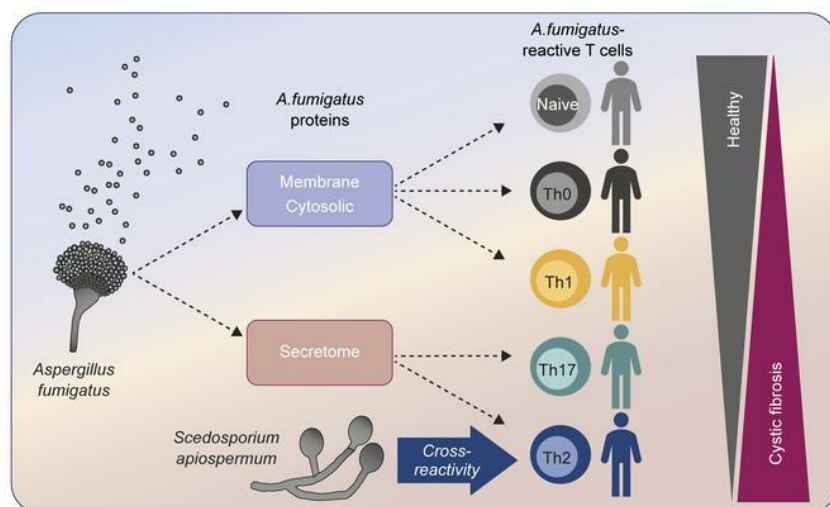 A.fumigatus-
reactive T cells
A.fumigatus
proteins
Naive
Membrane
Cytosolic
Th0
Th1
Aspergillus
fumigatus
Secretome
Th17
Scedosporium
apiospermum
Cross-
reactivity
Th2
Healthy
Cystic fibrosis